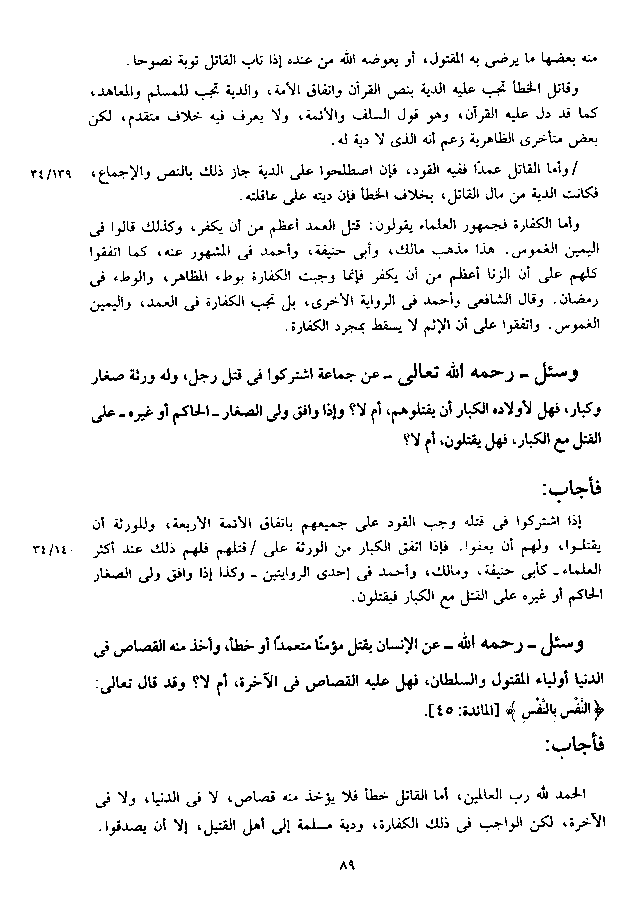 منه بعضها ما يرضى به المقتول، أو يعوضه الله من عنده إذا تاب القاتل توبة نصوحا.
وقاتل الخطأ تجب عليه الدية بنص القرآن واتفاق الأمة، والدية تجب للمسلم والمعاهد،
كما قد دل عليه القرآن، وهو قول السلف والأئمة، ولا يعرف فيه خلاف متقدم، لكن
بعض متأخرى الظاهرية زعم أنه الذى لا دية له.
/ وأما القاتل عمدًا ففيه القود، فإن اصطلحوا على الدية جاز ذلك بالنص والإجماع، ٣٤/١٣٩
فكانت الدية من مال القاتل، بخلاف الخطأ فإن ديته على عاقلته.
وأما الكفارة فجمهور العلماء يقولون: قتل العمد أعظم من أن يكفر، وكذلك قالوا فى
اليمين الغموس. هذا مذهب مالك، وأبى حنيفة، وأحمد فى المشهور عنه، كما اتفقوا
كلهم على أن الزنا أعظم من أن يكفر فإنما وجبت الكفارة بوطء المظاهر، والوطء فى
رمضان. وقال الشافعى وأحمد فى الرواية الأخرى، بل تجب الكفارة فى العمد، واليمين
الغموس. واتفقوا على أن الإثم لا يسقط بمجرد الكفارة.
وسئل ـ رحمه الله تعالى ـ عن جماعة اشتركوا فى قتل رجل، وله ورثة صغار
وكبار، فهل لأولاده الكبار أن يقتلوهم، أم لا؟ وإذا وافق ولى الصغار ـ الحاكم أو غيره ـ على
القتل مع الكبار، فهل يقتلون، أم لا؟
فأجاب:
إذا اشتركوا فى قتله وجب القود على جميعهم باتفاق الأئمة الأربعة، وللورثة أن
يقتلوا، ولهم أن يعفوا. فإذا اتفق الكبار من الورثة على / قتلهم فلهم ذلك عند أكثر ٣٤/١٤٠
العلماء ـ كأبى حنيفة، ومالك، وأحمد فى إحدى الروايتين ـ وكذا إذا وافق ولى الصغار
الحاكم أو غيره على القتل مع الكبار فيقتلون.
وسئل ـ رحمه الله ـ عن الإنسان يقتل مؤمنًا متعمدًا أو خطأ، وأخذ منه القصاص فى
الدنيا أولياء المقتول والسلطان، فهل عليه القصاص فى الآخرة، أم لا؟ وقد قال تعالى:
﴿ النَّفْس بالنَّفْسِ ﴾ [المائدة: ٤٥].
فأجاب:
الحمد لله رب العالمين، أما القاتل خطأ فلا يؤخذ منه قصاص، لا فى الدنيا، ولا فى
الآخرة، لكن الواجب فى ذلك الكفارة، ودية مسلمة إلى أهل القتيل، إلا أن يصدقوا.
٨٩